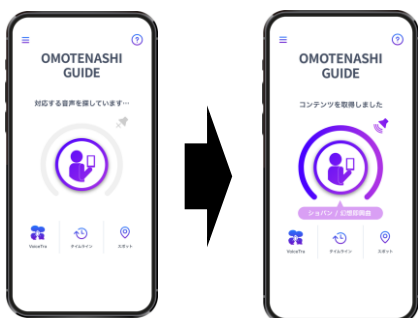 OMOTENASHI
GUIDE
対応する音声を探しています…
VoiceTra
タイムライン
スポット
OMOTENASHI
GUIDE
コンテンツを取得しました
ショパン / 幻想即興曲
VoiceTra
タイムライン
スポット